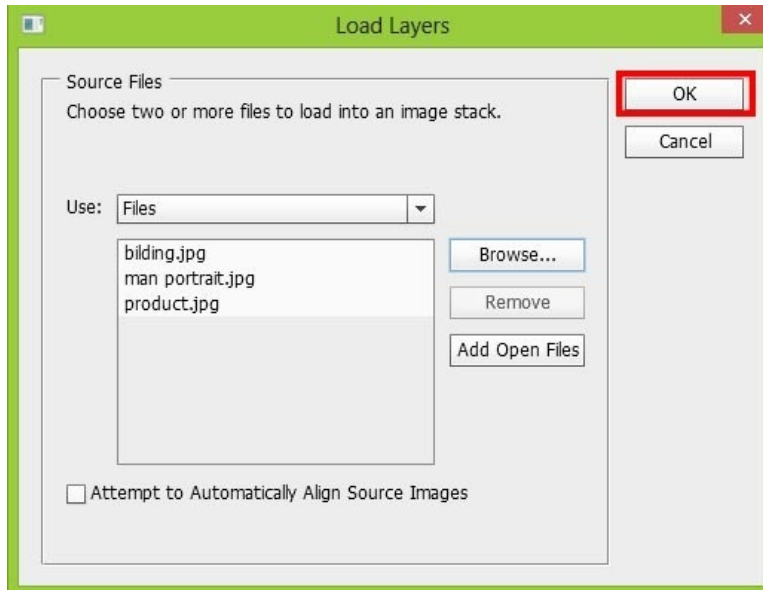 Load Layers
Source Files
Choose two or more files to load into an image stack.
OK
Cancel
Use: Files
bilding.jpg
man portrait.jpg
product.jpg
Browse...
Remove
Add Open Files
Attempt to Automatically Align Source Images